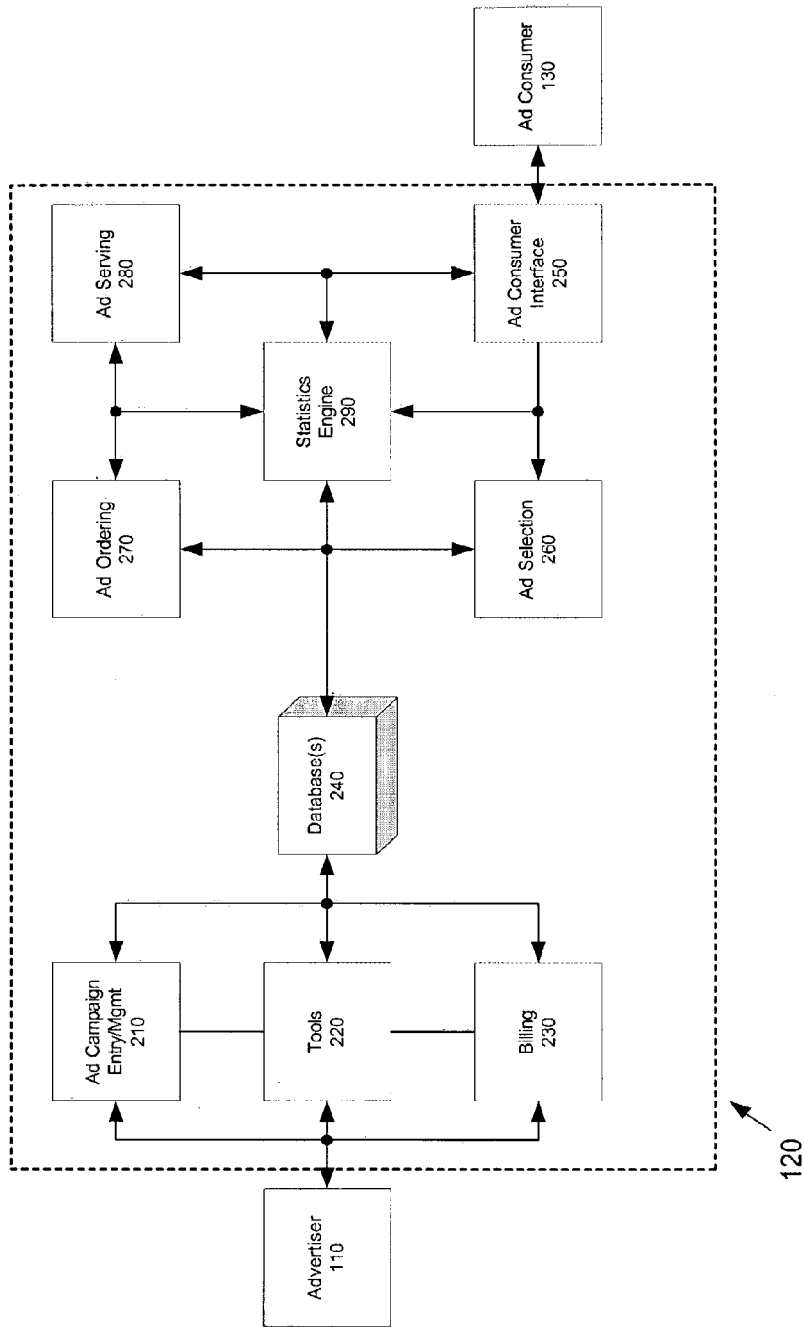 Advertiser
110
Ad Campaign
Entry/Mgmt
210
Tools
220
Billing
230
Database(s)
240
Ad Ordering
270
Ad Selection
260
Statistics
Engine
290
Ad Serving
280
Ad Consumer
Interface
250
Ad Consumer
130
120